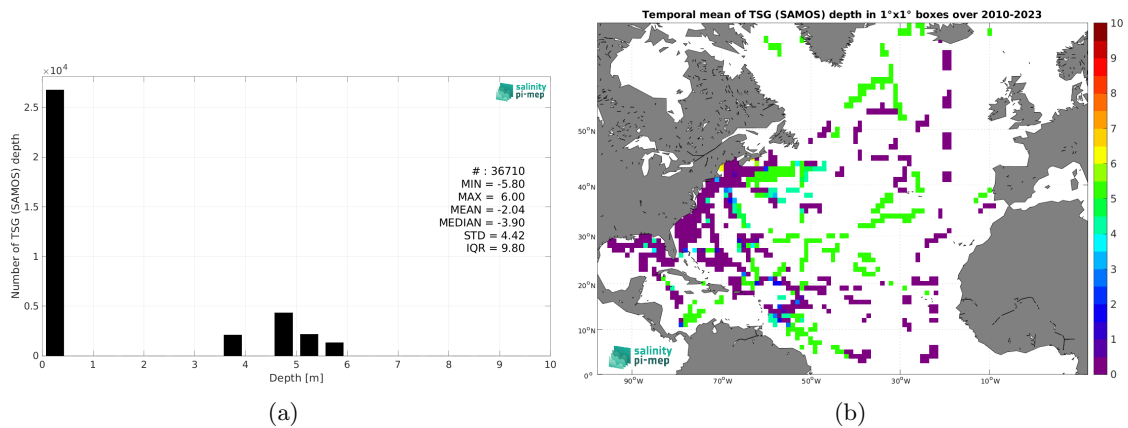 ×10⁴
2.5
2
1.5
1
0.5
0
0 1 2 3 4 5 6 7 8 9 10
Number of TSG (SAMOS) depth
Depth [m]
salinity
pi-mep
# : 36710
MIN = -5.80
MAX = 6.00
MEAN = -2.04
MEDIAN = -3.90
STD = 4.42
IQR = 9.80
(a)
Temporal mean of TSG (SAMOS) depth in 1°x1° boxes over 2010-2023
50°N
40°N
30°N
20°N
10°N
0°
90°W 70°W 50°W 30°W 10°W
salinity
pi-mep
10
9
8
7
6
5
4
3
2
1
0
(b)